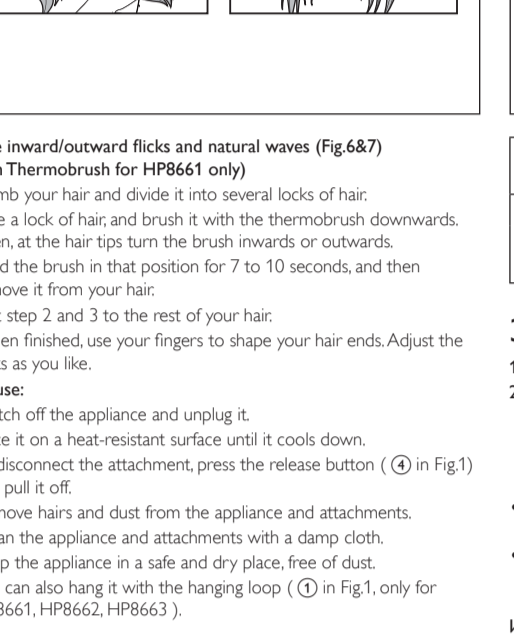 inward/outward flicks and natural waves (Fig.6&7)
Thermobrush for HP8661 only)
your hair and divide it into several locks of hair.
a lock of hair, and brush it with the thermobrush downwards.
at the hair tips turn the brush inwards or outwards.
the brush in that position for 7 to 10 seconds, and then
from your hair.
step 2 and 3 to the rest of your hair.
finished, use your fingers to shape your hair ends. Adjust the
as you like.
use:
off the appliance and unplug it.
it on a heat-resistant surface until it cools down.
disconnect the attachment, press the release button ( ④ in Fig.1)
pull it off.
hairs and dust from the appliance and attachments.
the appliance and attachments with a damp cloth.
the appliance in a safe and dry place, free of dust.
can also hang it with the hanging loop ( ① in Fig.1, only for
8661, HP8662, HP8663 ).